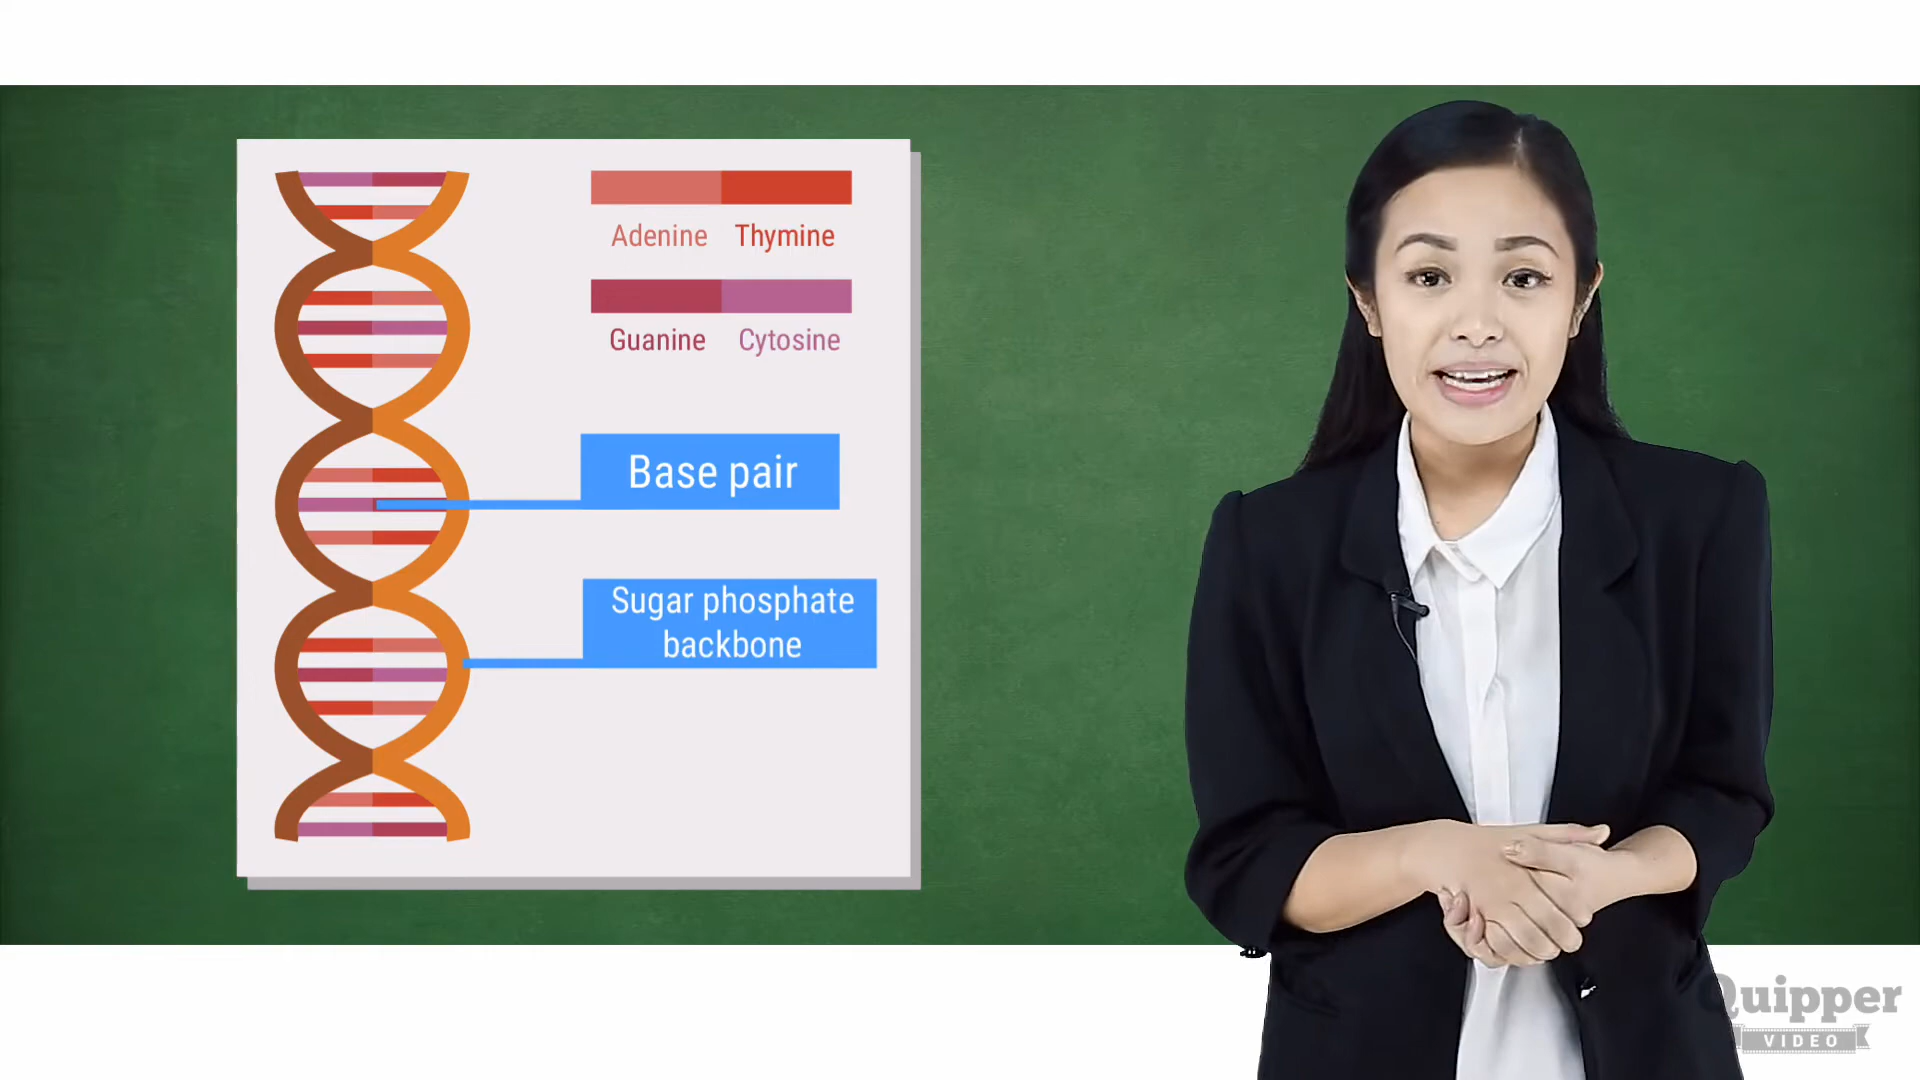 Adenine Thymine
Guanine Cytosine
Base pair
Sugar phosphate
backbone
Quipper
VIDEO